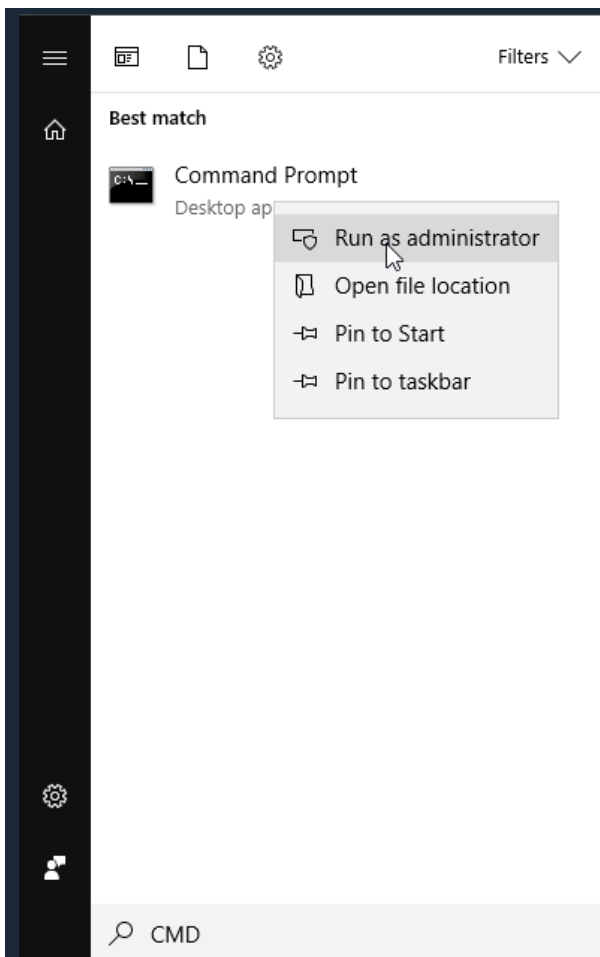 Filters
Best match
C:\
Command Prompt
Desktop ap
Run as administrator
Open file location
Pin to Start
Pin to taskbar
CMD